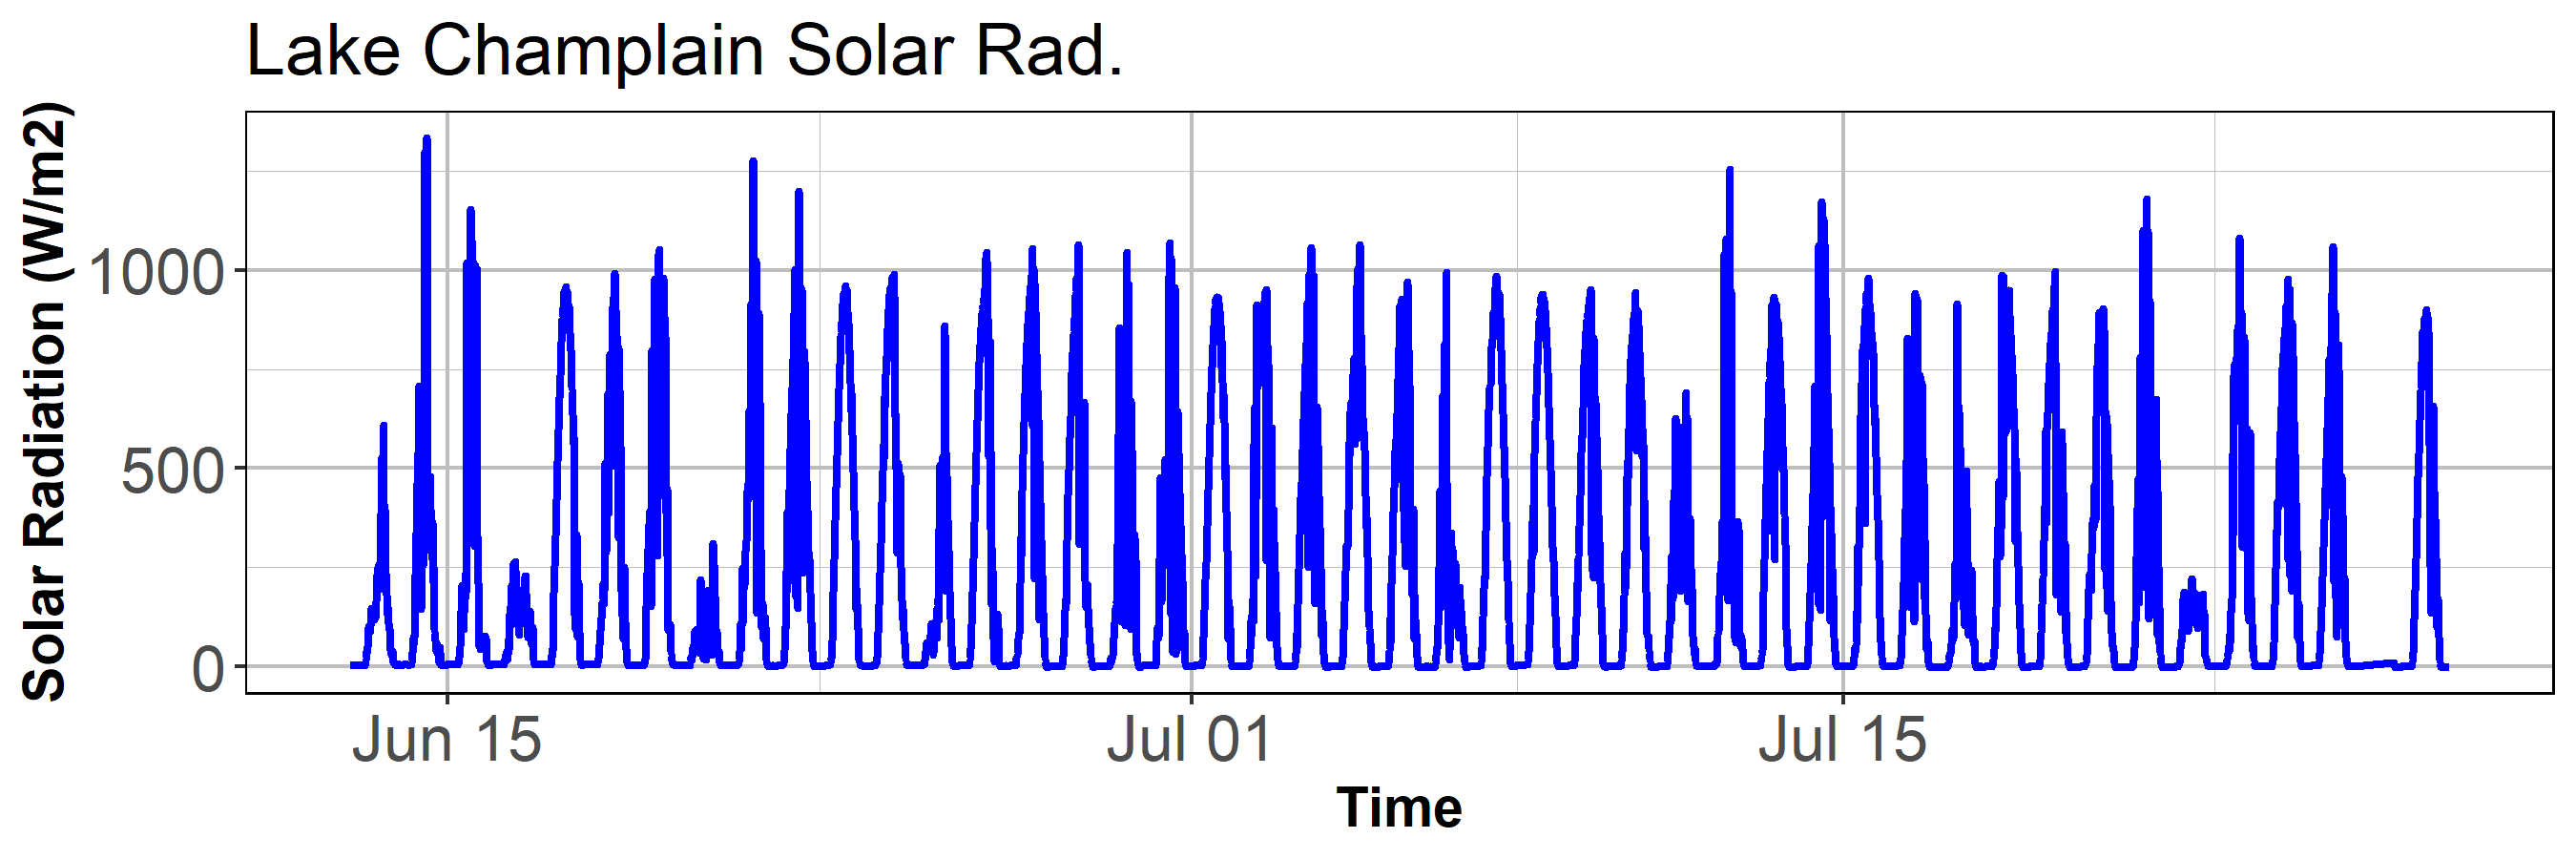 Lake Champlain Solar Rad.
Solar Radiation (W/m2)
1000
500
0
Jun 15
Jul 01
Jul 15
Time